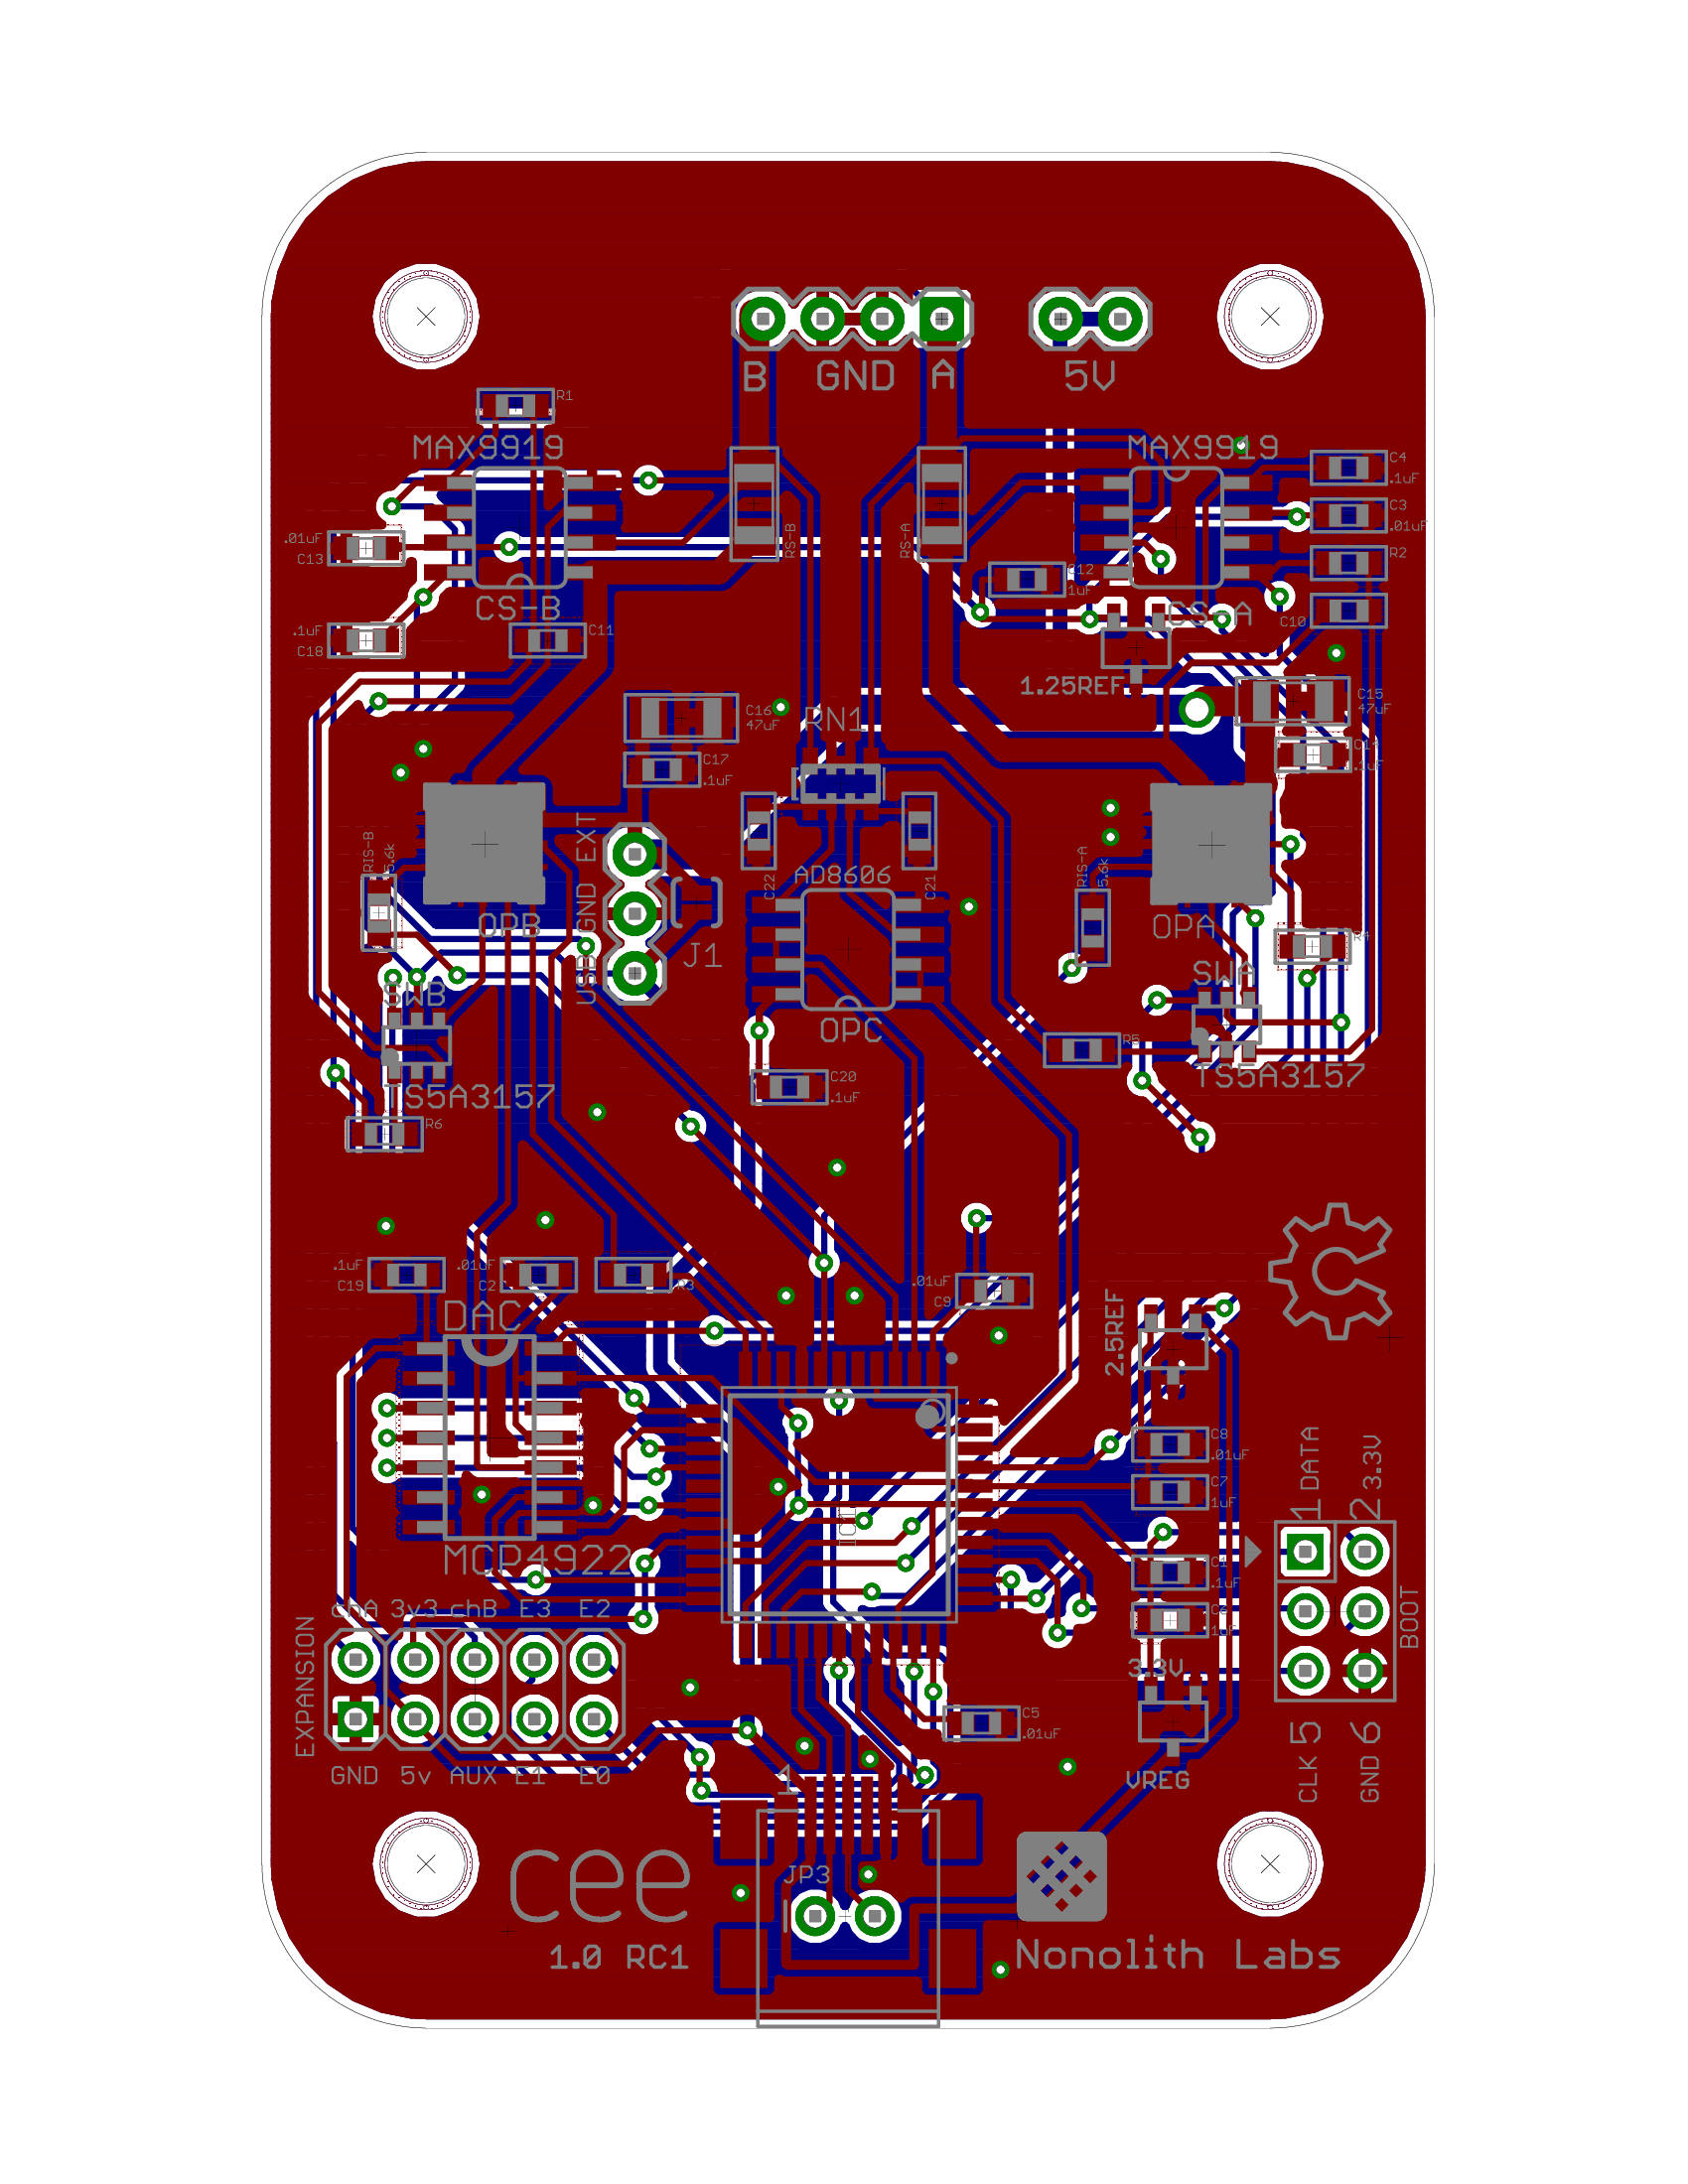 B GND A 5V
R1
MAX9919
MAX9919
C4
.1uF
C3
.01uF
RS-B
RS-A
.01uF
C13
R2
C12
1uF
CS-B
CS-A
C10
.1uF
C18
C11
1.25REF
C15
47uF
C16
47uF
RN1
C17
.1uF
C14
.1uF
RIS-B
5.6k
EXT
GND
USB
J1
C22
AD8606
C21
RIS-A
5.6k
OPB
OPA
R4
SWB
SWA
OPC
R5
TS5A3157
TS5A3157
C20
.1uF
R6
.1uF
C19
.01uF
C2
R3
.01uF
C9
DAC
2.5REF
C8
.01uF
C7
1uF
1 DATA
2 3.3V
IC1
MCP4922
C1
.1uF
C6
1uF
BOOT
chA 3v3 chB E3 E2
EXPANSION
3.3V
C5
.01uF
GND 5v AUX E1 E0
VREG
CLK 5
GND 6
1
JP3
cee
1.0 RC1
Nonolith Labs